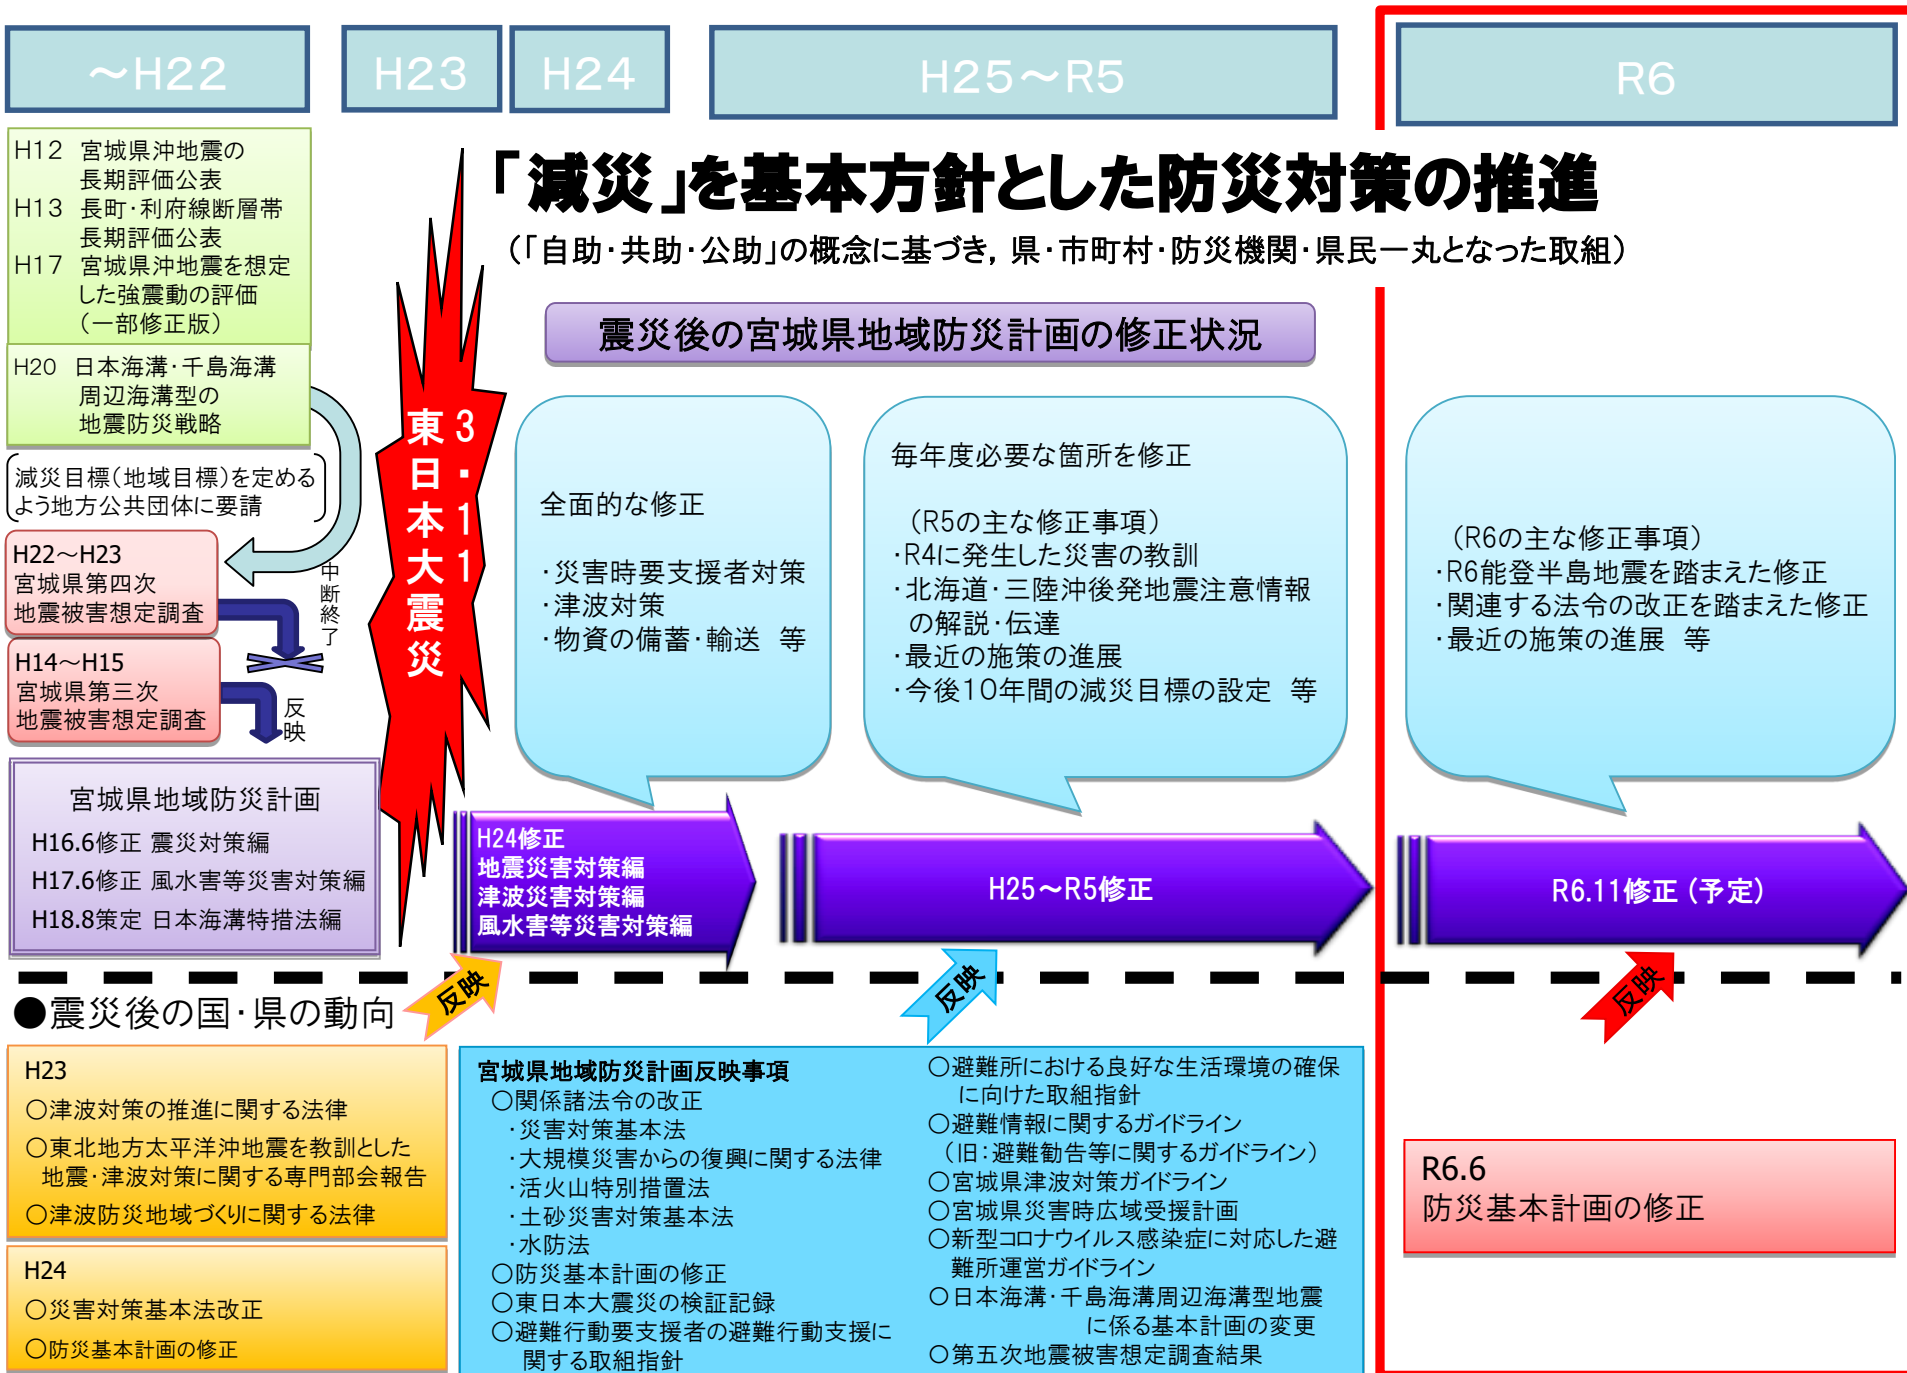 ～H22
H23
H24
H25～R5
R6
H12 宮城県沖地震の
長期評価公表
H13 長町・利府線断層帯
長期評価公表
H17 宮城県沖地震を想定
した強震動の評価
（一部修正版）
H20 日本海溝・千島海溝
周辺海溝型の
地震防災戦略
減災目標（地域目標）を定める
よう地方公共団体に要請
H22～H23
宮城県第四次
地震被害想定調査
中断終了
H14～H15
宮城県第三次
地震被害想定調査
反映
宮城県地域防災計画
H16.6修正 震災対策編
H17.6修正 風水害等災害対策編
H18.8策定 日本海溝特措法編
3・11
東日本大震災
「減災」を基本方針とした防災対策の推進
（「自助・共助・公助」の概念に基づき，県・市町村・防災機関・県民一丸となった取組）
震災後の宮城県地域防災計画の修正状況
全面的な修正
・災害時要支援者対策
・津波対策
・物資の備蓄・輸送 等
毎年度必要な箇所を修正
（R5の主な修正事項）
・R4に発生した災害の教訓
・北海道・三陸沖後発地震注意情報
の解説・伝達
・最近の施策の進展
・今後10年間の減災目標の設定 等
（R6の主な修正事項）
・R6能登半島地震を踏まえた修正
・関連する法令の改正を踏まえた修正
・最近の施策の進展 等
H24修正
地震災害対策編
津波災害対策編
風水害等災害対策編
H25～R5修正
R6.11修正（予定）
反映
反映
反映
●震災後の国・県の動向
H23
○津波対策の推進に関する法律
○東北地方太平洋沖地震を教訓とした
地震・津波対策に関する専門部会報告
○津波防災地域づくりに関する法律
H24
○災害対策基本法改正
○防災基本計画の修正
宮城県地域防災計画反映事項
○関係諸法令の改正
・災害対策基本法
・大規模災害からの復興に関する法律
・活火山特別措置法
・土砂災害対策基本法
・水防法
○防災基本計画の修正
○東日本大震災の検証記録
○避難行動要支援者の避難行動支援に
関する取組指針
○避難所における良好な生活環境の確保
に向けた取組指針
○避難情報に関するガイドライン
（旧：避難勧告等に関するガイドライン）
○宮城県津波対策ガイドライン
○宮城県災害時広域受援計画
○新型コロナウイルス感染症に対応した避
難所運営ガイドライン
○日本海溝・千島海溝周辺海溝型地震
に係る基本計画の変更
○第五次地震被害想定調査結果
R6.6
防災基本計画の修正